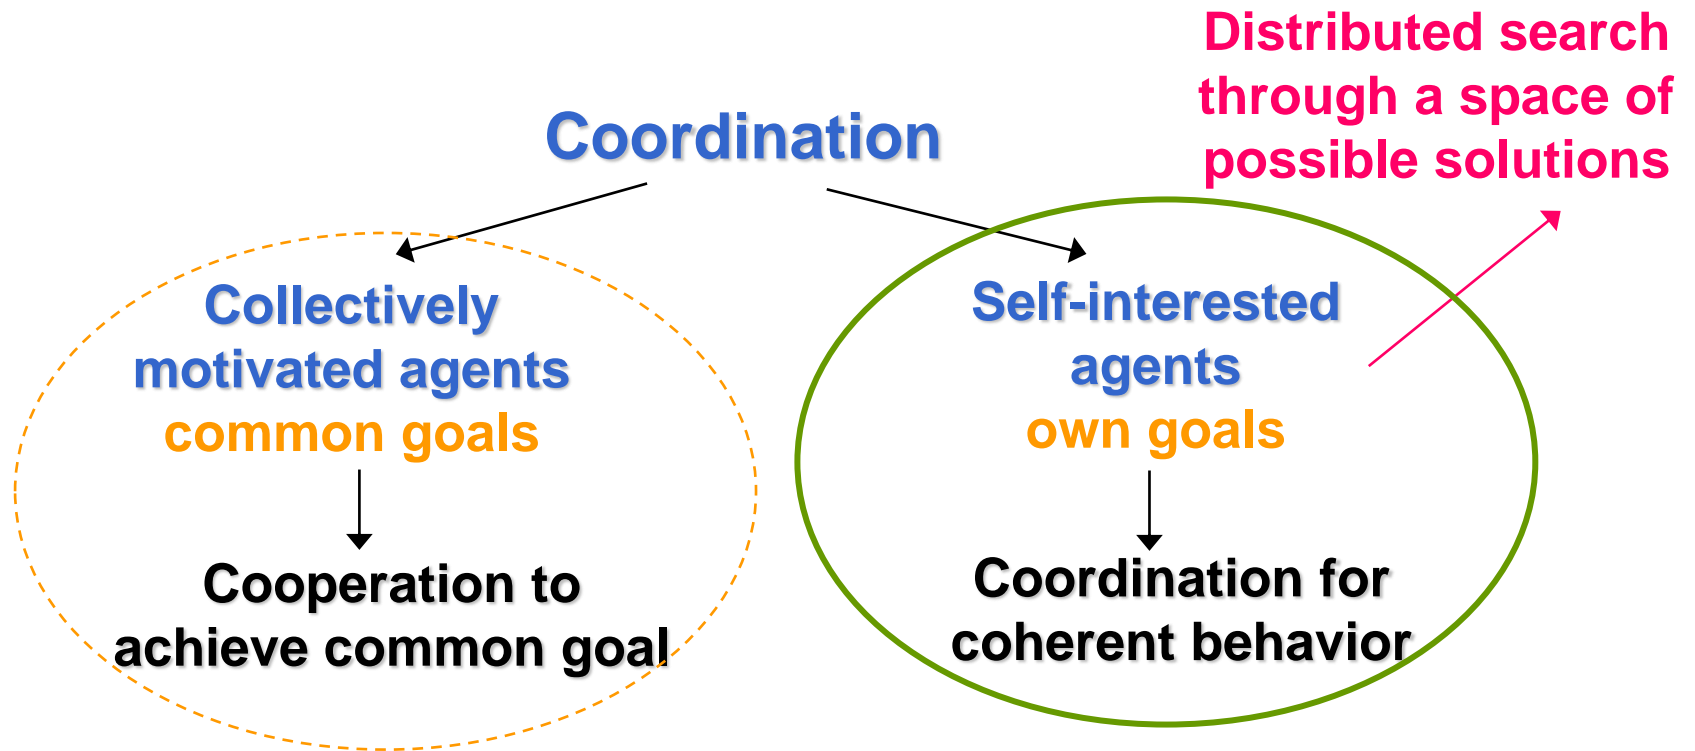 Distributed search
through a space of
possible solutions
Coordination
Collectively
motivated agents
common goals
Cooperation to
achieve common goal
Self-interested
agents
own goals
Coordination for
coherent behavior